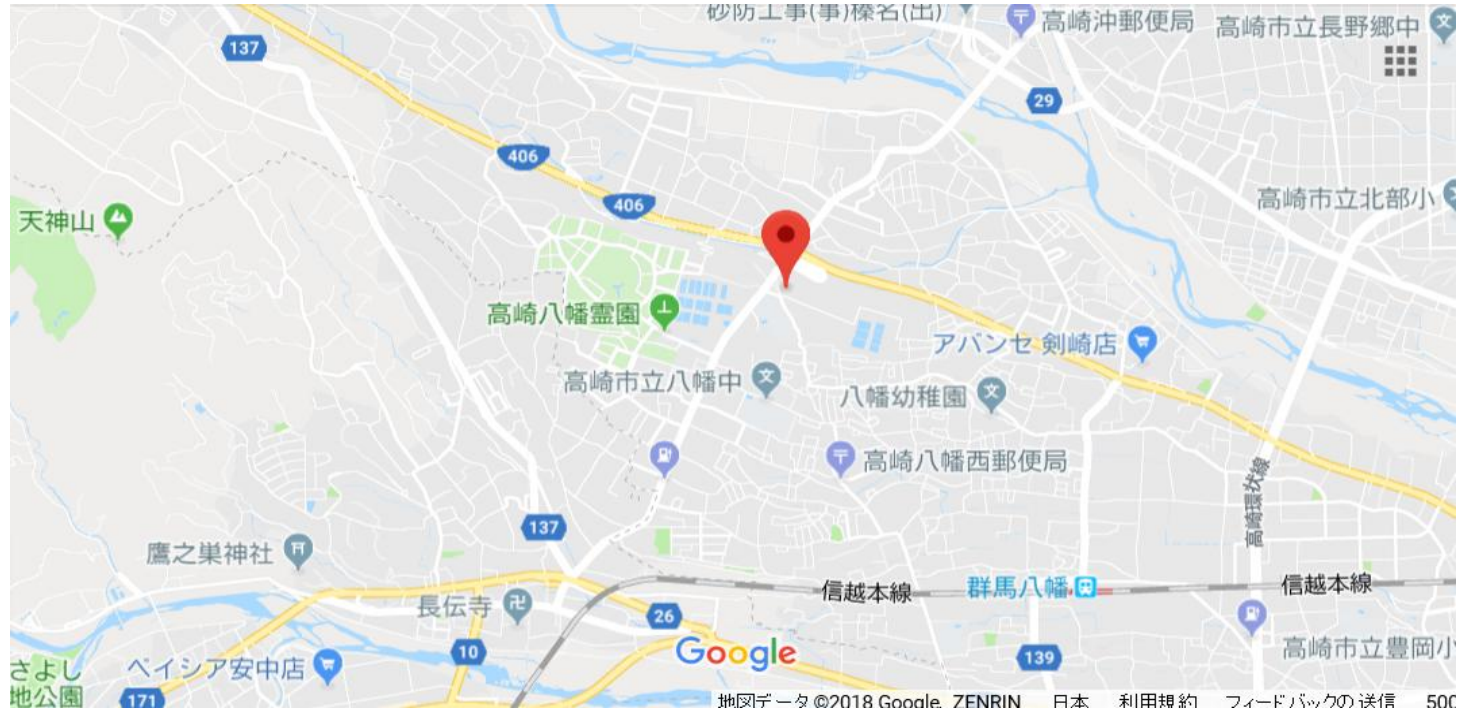 砂防工事(事)榛名(出)
高崎沖郵便局
高崎市立長野郷中
137
29
406
高崎市立北部小
406
天神山
高崎八幡霊園
アバンセ 剣崎店
高崎市立八幡中
八幡幼稚園
高崎八幡西郵便局
高崎環状線
137
鷹之巣神社
信越本線
群馬八幡
信越本線
長伝寺
26
10
Google
139
高崎市立豊岡小
さよし
地公園
ベイシア安中店
171
地図データ ©2018 Google, ZENRIN 日本 利用規約 フィードバックの送信 500